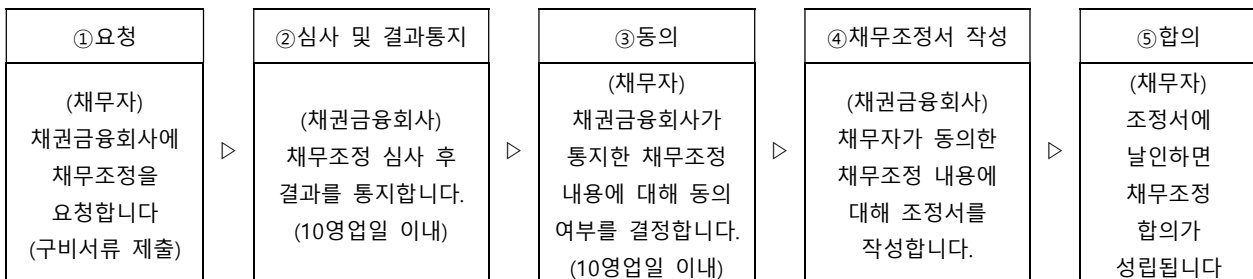 ①요청
(채무자)
채권금융회사에
채무조정을
요청합니다
(구비서류 제출)
▷
②심사 및 결과통지
(채권금융회사)
채무조정 심사 후
결과를 통지합니다.
(10영업일 이내)
▷
③동의
(채무자)
채권금융회사가
통지한 채무조정
내용에 대해 동의
여부를 결정합니다.
(10영업일 이내)
▷
④채무조정서 작성
(채권금융회사)
채무자가 동의한
채무조정 내용에
대해 조정서를
작성합니다.
▷
⑤합의
(채무자)
조정서에
날인하면
채무조정
합의가
성립됩니다